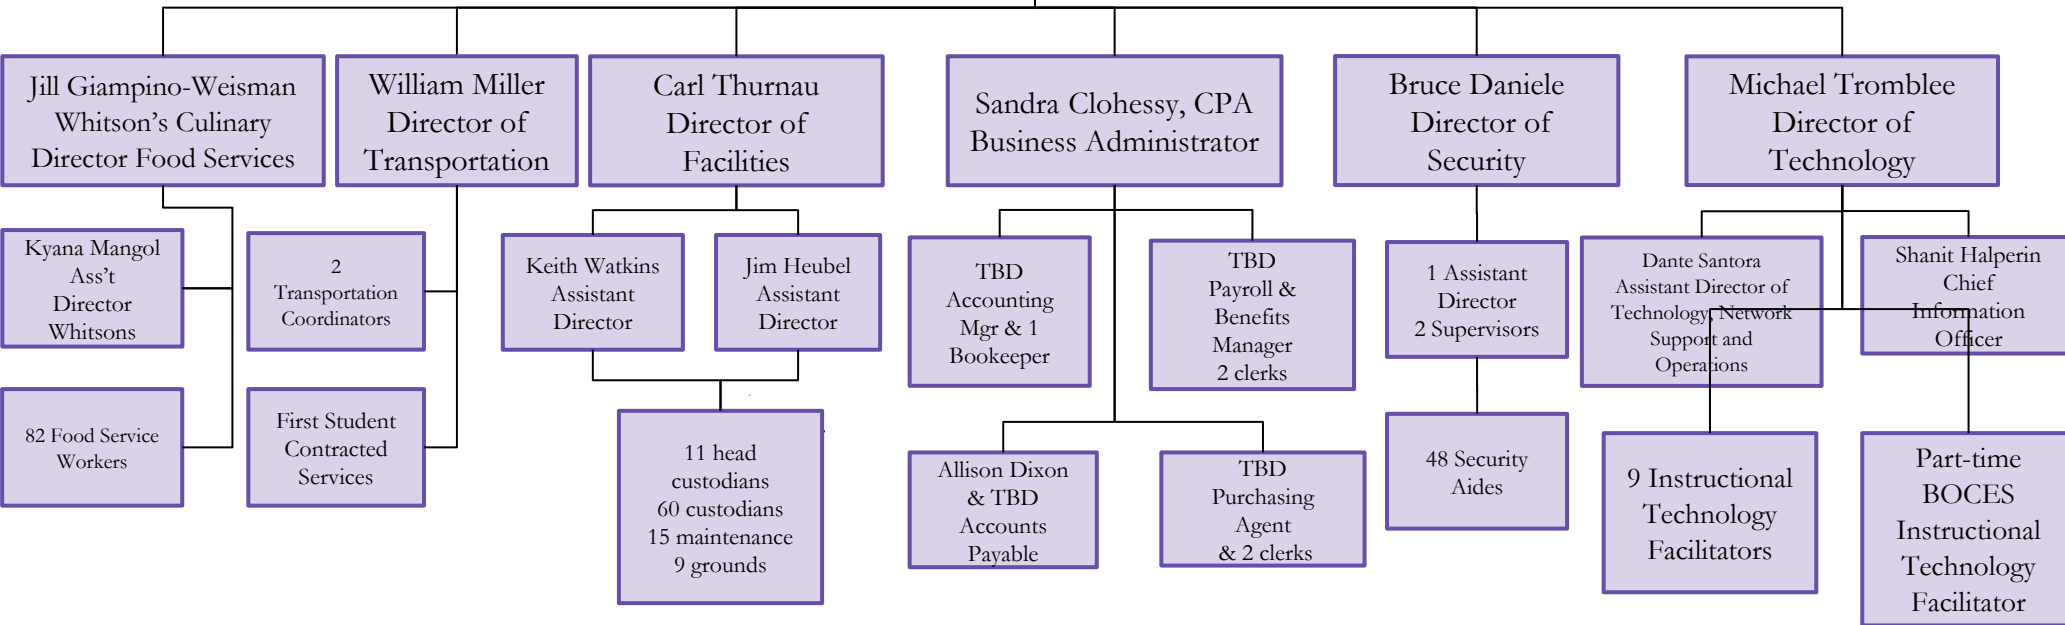 Jill Giampino-Weisman
Whitson's Culinary
Director Food Services
William Miller
Director of
Transportation
Carl Thurnau
Director of
Facilities
Sandra Clohessy, CPA
Business Administrator
Bruce Daniele
Director of
Security
Michael Tromblee
Director of
Technology
Kyana Mangol
Ass't
Director
Whitsons
2
Transportation
Coordinators
Keith Watkins
Assistant
Director
Jim Heubel
Assistant
Director
TBD
Accounting
Mgr & 1
Bookeeper
TBD
Payroll &
Benefits
Manager
2 clerks
1 Assistant
Director
2 Supervisors
Dante Santora
Assistant Director of
Technology, Network
Support and
Operations
Shanit Halperin
Chief
Information
Officer
82 Food Service
Workers
First Student
Contracted
Services
11 head
custodians
60 custodians
15 maintenance
9 grounds
Allison Dixon
& TBD
Accounts
Payable
TBD
Purchasing
Agent
& 2 clerks
48 Security
Aides
9 Instructional
Technology
Facilitators
Part-time
BOCES
Instructional
Technology
Facilitator